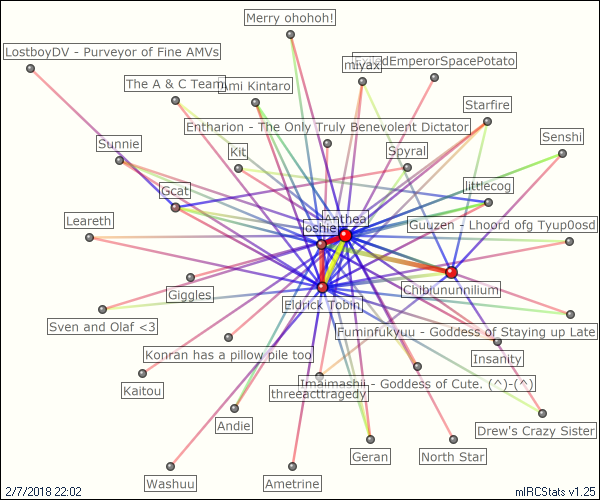 Merry ohohoh!
LostboyDV - Purveyor of Fine AMVs
miyax
EmperorSpacePotato
The A & C Team
Ami Kintaro
Starfire
Entharion - The Only Truly Benevolent Dictator
Sunnie
Senshi
Kit
Spyral
Gcat
littlecog
Leareth
Anthea
oshie
Guuzen - Lhoord ofg Tyup0osd
Giggles
Chibiununilium
Eldrick Tobin
Sven and Olaf <3
Fuminfukyuu - Goddess of Staying up Late
Konran has a pillow pile too
Insanity
Kaitou
Imaimashii - Goddess of Cute. (^)-(^)
threacttragedy
Andie
Drew's Crazy Sister
Geran
North Star
Washuu
Ametrine
2/7/2018 22:02
mIRCStats v1.25